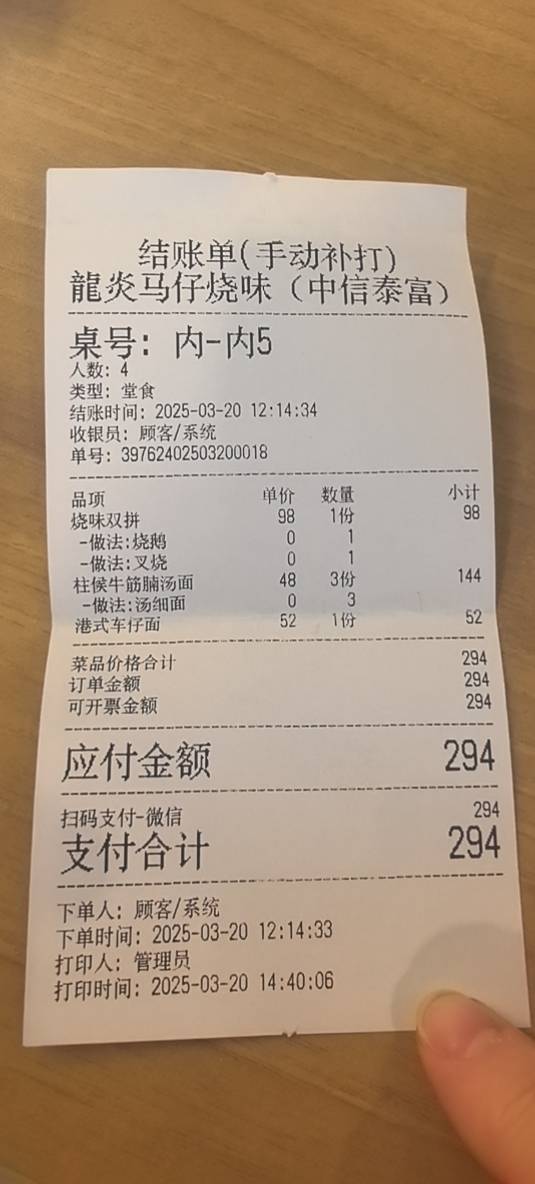 结账单(手动补打)
龍炎马仔烧味（中信泰富）
桌号: 内-内5
人数: 4
类型: 堂食
结账时间: 2025-03-20 12:14:34
收银员: 顾客/系统
单号: 39762402503200018
品项 单价 数量 小计
烧味双拼 98 1份 98
-做法:烧鹅 0 1
-做法:叉烧 0 1
柱候牛筋腩汤面 48 3份 144
-做法:汤细面 0 3
港式车仔面 52 1份 52
菜品价格合计 294
订单金额 294
可开票金额 294
应付金额 294
扫码支付-微信 294
支付合计 294
下单人: 顾客/系统
下单时间: 2025-03-20 12:14:33
打印人: 管理员
打印时间: 2025-03-20 14:40:06